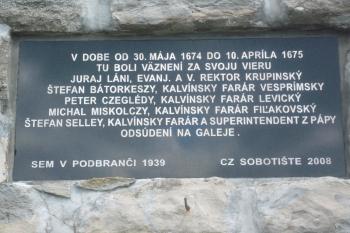 V DOBE OD 30. MÁJA 1674 DO 10. APRÍLA 1675
TU BOLI VÄZNENÍ ZA SVOJU VIERU
JURAJ LÁNI, EVANJ. A V. REKTOR KRUPINSKÝ
ŠTEFAN BÁTORKESZY, KALVÍNSKY FARÁR VESPRÍMSKY
PETER CZEGLÉDY, KALVÍNSKY FARÁR LEVICKÝ
MICHAL MISKOLCZY, KALVÍNSKY FARÁR FIĽAKOVSKÝ
ŠTEFAN SELLEY, KALVÍNSKY FARÁR A SUPERINTENDET Z PÁPY
ODSÚDENÍ NA GALEJE.
SEM V PODBRANČI 1939 CZ SOBOTIŠTE 2008